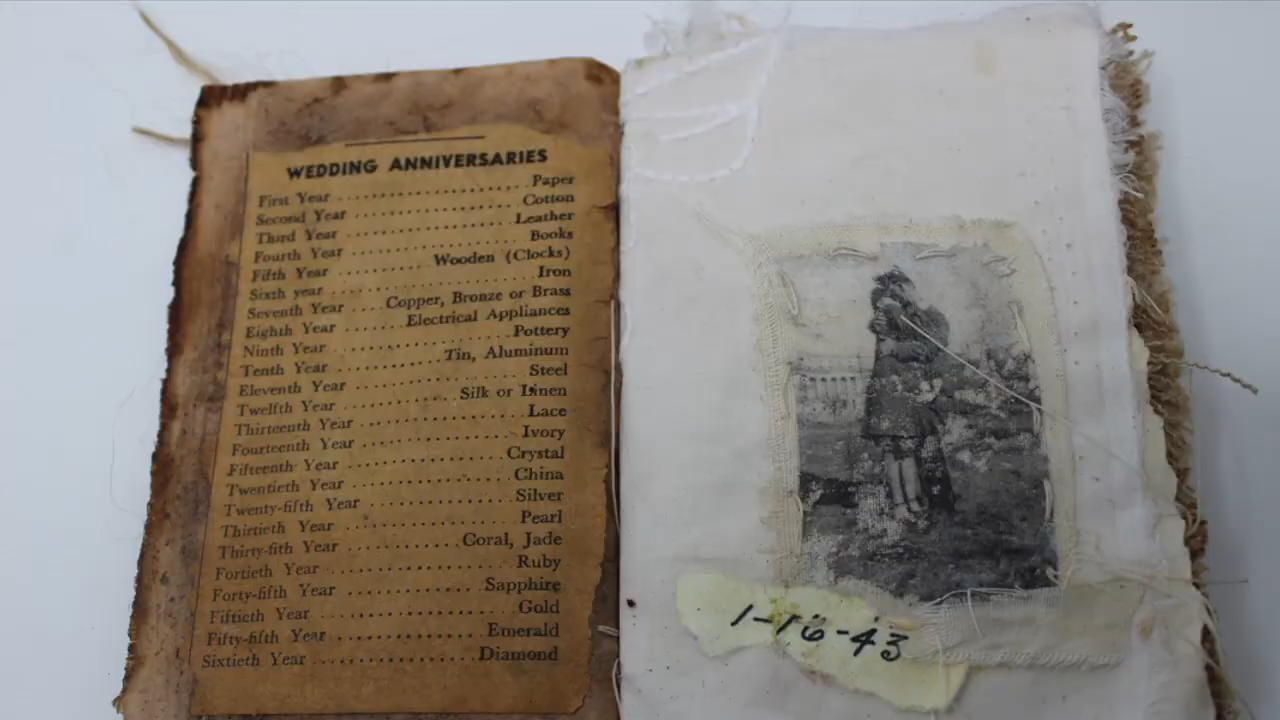 WEDDING ANNIVERSARIES
First Year .......................... Paper
Second Year ...................... Cotton
Third Year ....................... Leather
Fourth Year ...................... Books
Fifth Year ............ Wooden (Clocks)
Sixth year .......................... Iron
Seventh Year .... Copper, Bronze or Brass
Eighth Year ....... Electrical Appliances
Ninth Year ....................... Pottery
Tenth Year ............... Tin, Aluminum
Eleventh Year ...................... Steel
Twelfth Year ............. Silk or Linen
Thirteenth Year .................... Lace
Fourteenth Year .................... Ivory
Fifteenth Year .................... Crystal
Twentieth Year .................... China
Twenty-fifth Year ................. Silver
Thirtieth Year ..................... Pearl
Thirty-fifth Year ........... Coral, Jade
Fortieth Year ....................... Ruby
Forty-fifth Year ............... Sapphire
Fiftieth Year ........................ Gold
Fifty-fifth Year ................ Emerald
Sixtieth Year .................. Diamond
1-16-43